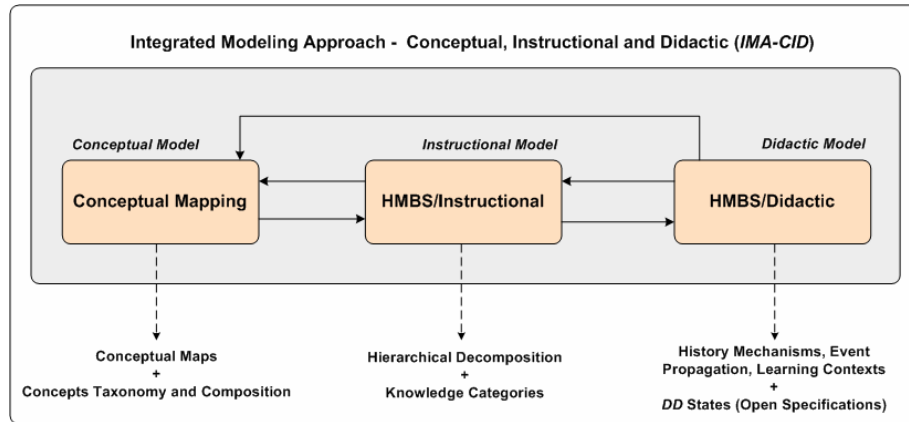 Integrated Modeling Approach - Conceptual, Instructional and Didactic (IMA-CID)
Conceptual Model
Instructional Model
Didactic Model
Conceptual Mapping
HMBS/Instructional
HMBS/Didactic
Conceptual Maps
+
Concepts Taxonomy and Composition
Hierarchical Decomposition
+
Knowledge Categories
History Mechanisms, Event
Propagation, Learning Contexts
+
DD States (Open Specifications)